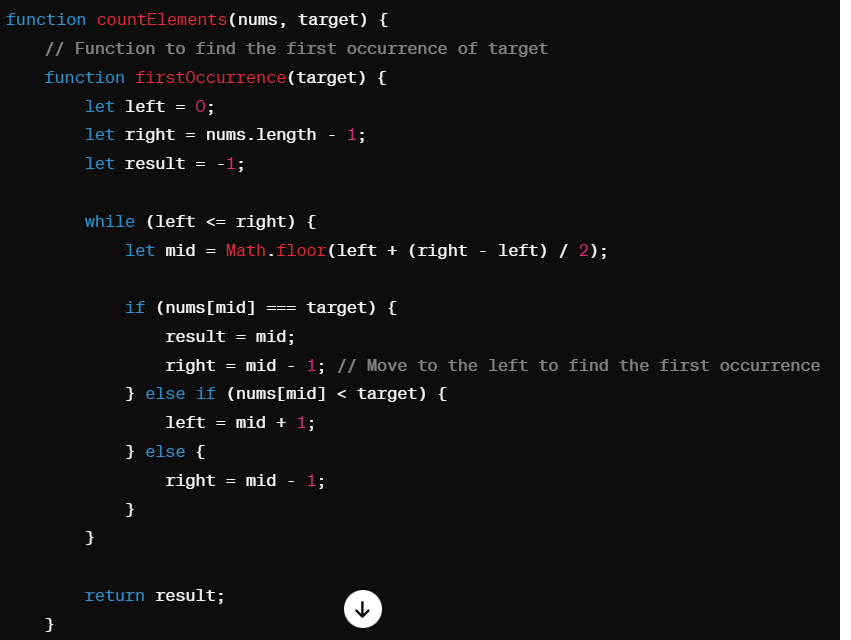 function countElements(nums, target) {
    // Function to find the first occurrence of target
    function firstOccurrence(target) {
        let left = 0;
        let right = nums.length - 1;
        let result = -1;

        while (left <= right) {
            let mid = Math.floor(left + (right - left) / 2);

            if (nums[mid] === target) {
                result = mid;
                right = mid - 1; // Move to the left to find the first occurrence
            } else if (nums[mid] < target) {
                left = mid + 1;
            } else {
                right = mid - 1;
            }
        }

        return result;
    }